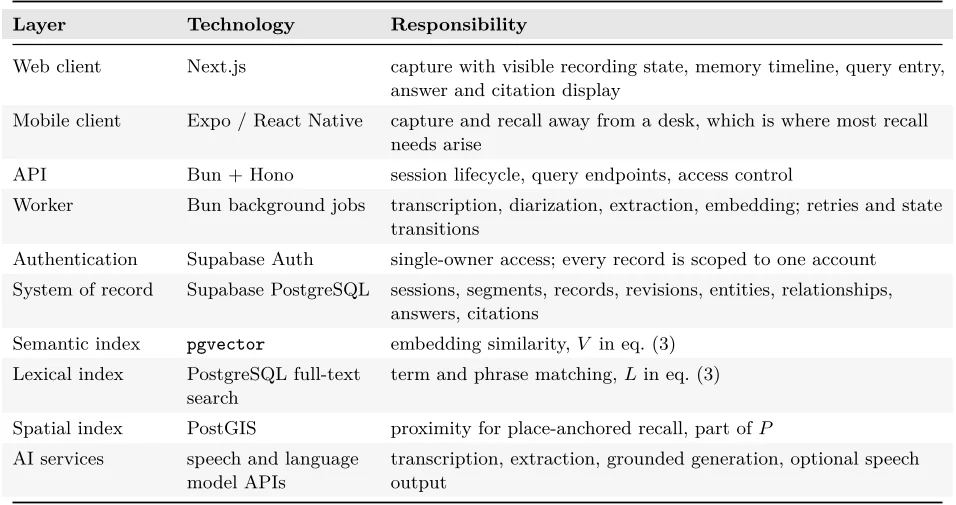 Layer Technology Responsibility
Web client Next.js capture with visible recording state, memory timeline, query entry,
answer and citation display
Mobile client Expo / React Native capture and recall away from a desk, which is where most recall
needs arise
API Bun + Hono session lifecycle, query endpoints, access control
Worker Bun background jobs transcription, diarization, extraction, embedding; retries and state
transitions
Authentication Supabase Auth single-owner access; every record is scoped to one account
System of record Supabase PostgreSQL sessions, segments, records, revisions, entities, relationships,
answers, citations
Semantic index pgvector embedding similarity, V in eq. (3)
Lexical index PostgreSQL full-text term and phrase matching, L in eq. (3)
search
Spatial index PostGIS proximity for place-anchored recall, part of P
AI services speech and language transcription, extraction, grounded generation, optional speech
model APIs output